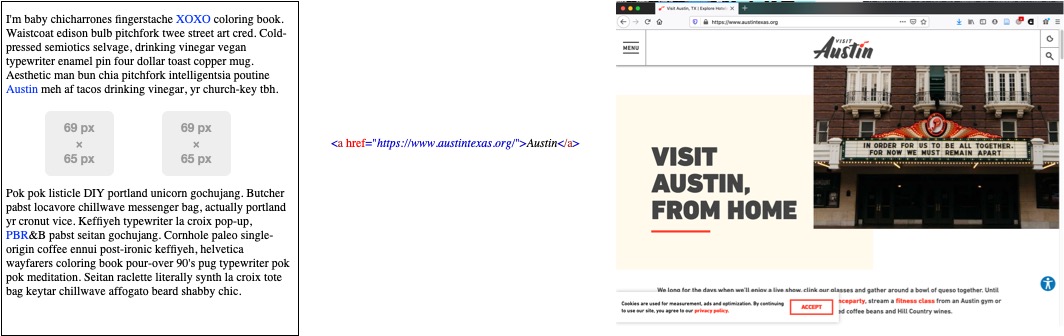 I'm baby chicharrones fingerstache XOXO coloring book.
Waistcoat edison bulb pitchfork twee street art cred. Cold-
pressed semiotics selvage, drinking vinegar vegan
typewriter enamel pin four dollar toast copper mug.
Aesthetic man bun chia pitchfork intelligentsia poutine
Austin meh af tacos drinking vinegar, yr church-key tbh.
69 px
×
65 px
69 px
×
65 px
Pok pok listicle DIY portland unicorn gochujang. Butcher
pabst locavore chillwave messenger bag, actually portland
yr cronut vice. Keffiyeh typewriter la croix pop-up,
PBR&B pabst seitan gochujang. Cornhole paleo single-
origin coffee ennui post-ironic keffiyeh, helvetica
wayfarers coloring book pour-over 90's pug typewriter pok
pok meditation. Seitan raclette literally synth la croix tote
bag keytar chillwave affogato beard shabby chic.
<a href="https://www.austintexas.org/">Austin</a>
Visit Austin, TX | Explore Hotels
https://www.austintexas.org
MENU
VISIT
Austin
IN ORDER FOR US TO BE ALL TOGETHER,
FOR NOW WE MUST REMAIN APART
VISIT
AUSTIN,
FROM HOME
We long for the days when we'll enjoy a live show, clink our glasses and gather around a bowl of queso together. Until
danceparty, stream a fitness class from an Austin gym or
coffee beans and Hill Country wines.
Cookies are used for measurement, ads and optimization. By continuing
to use our site, you agree to our privacy policy.
ACCEPT